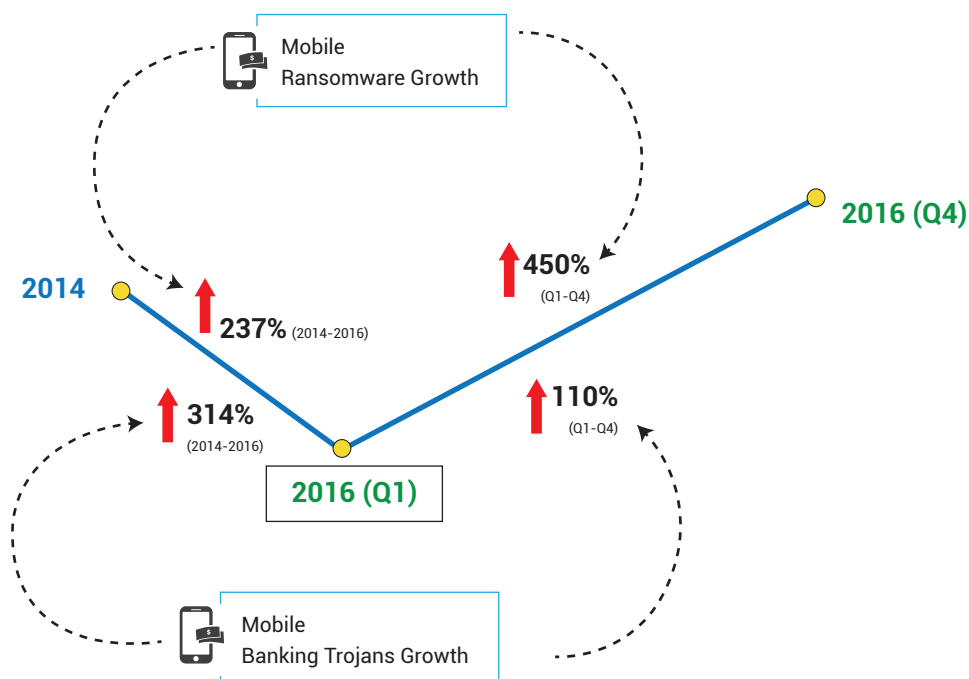 Mobile
Ransomware Growth
2016 (Q4)
450%
(Q1-Q4)
2014
237% (2014-2016)
110%
(Q1-Q4)
314%
(2014-2016)
2016 (Q1)
$
Mobile
Banking Trojans Growth
$